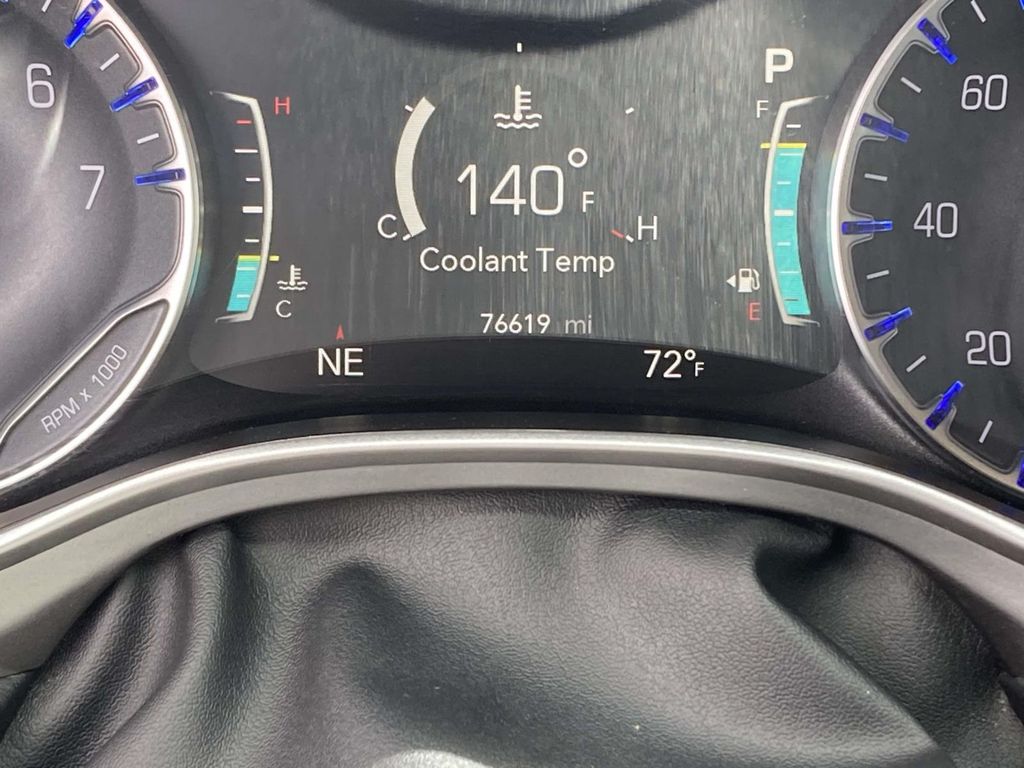 6
7
RPM x 1000
H
C
140°F
C
H
Coolant Temp
76619 mi
NE
72°F
P
F
E
60
40
20